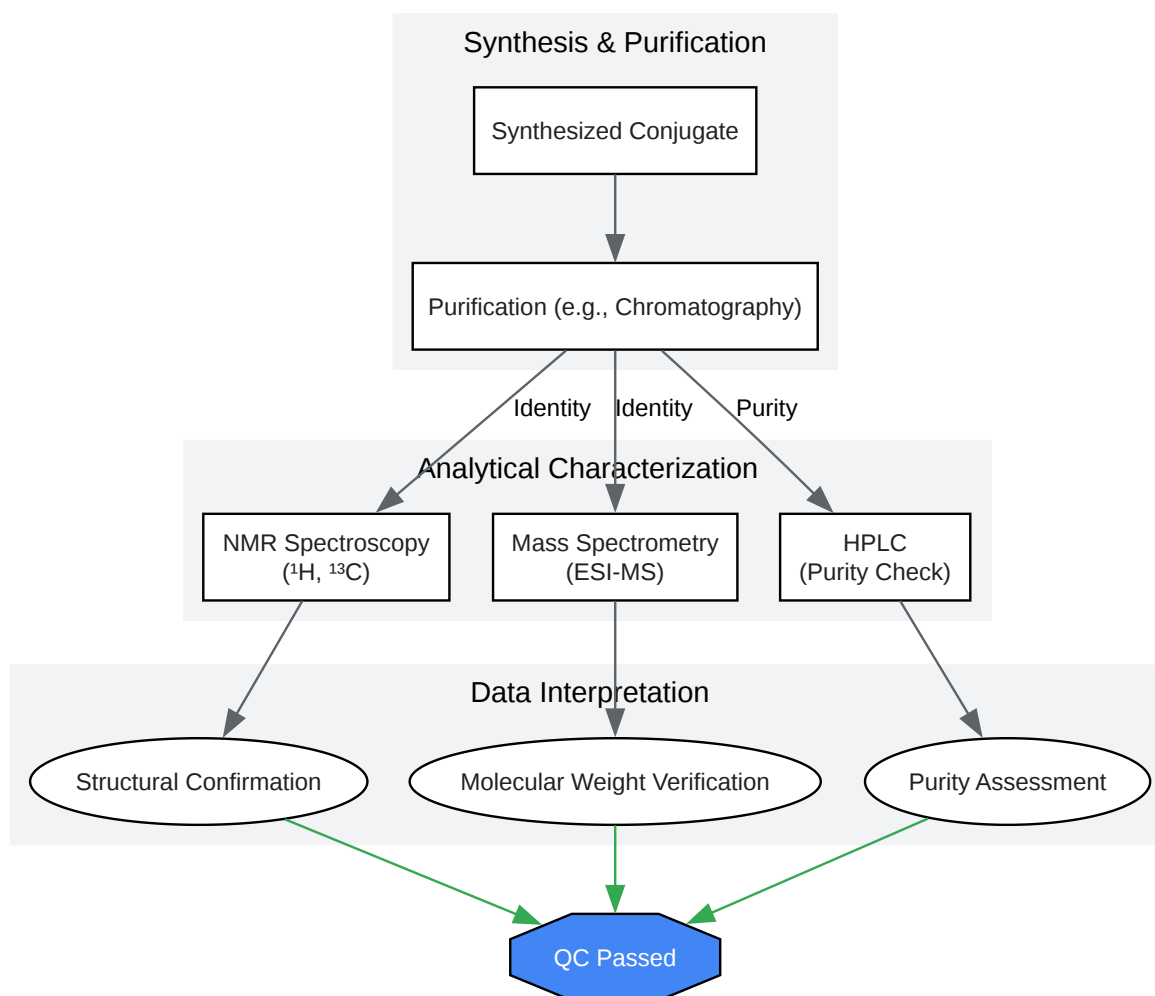 Synthesis & Purification
Synthesized Conjugate
Purification (e.g., Chromatography)
Identity
Identity
Purity
Analytical Characterization
NMR Spectroscopy
(¹H, ¹³C)
Mass Spectrometry
(ESI-MS)
HPLC
(Purity Check)
Data Interpretation
Structural Confirmation
Molecular Weight Verification
Purity Assessment
QC Passed